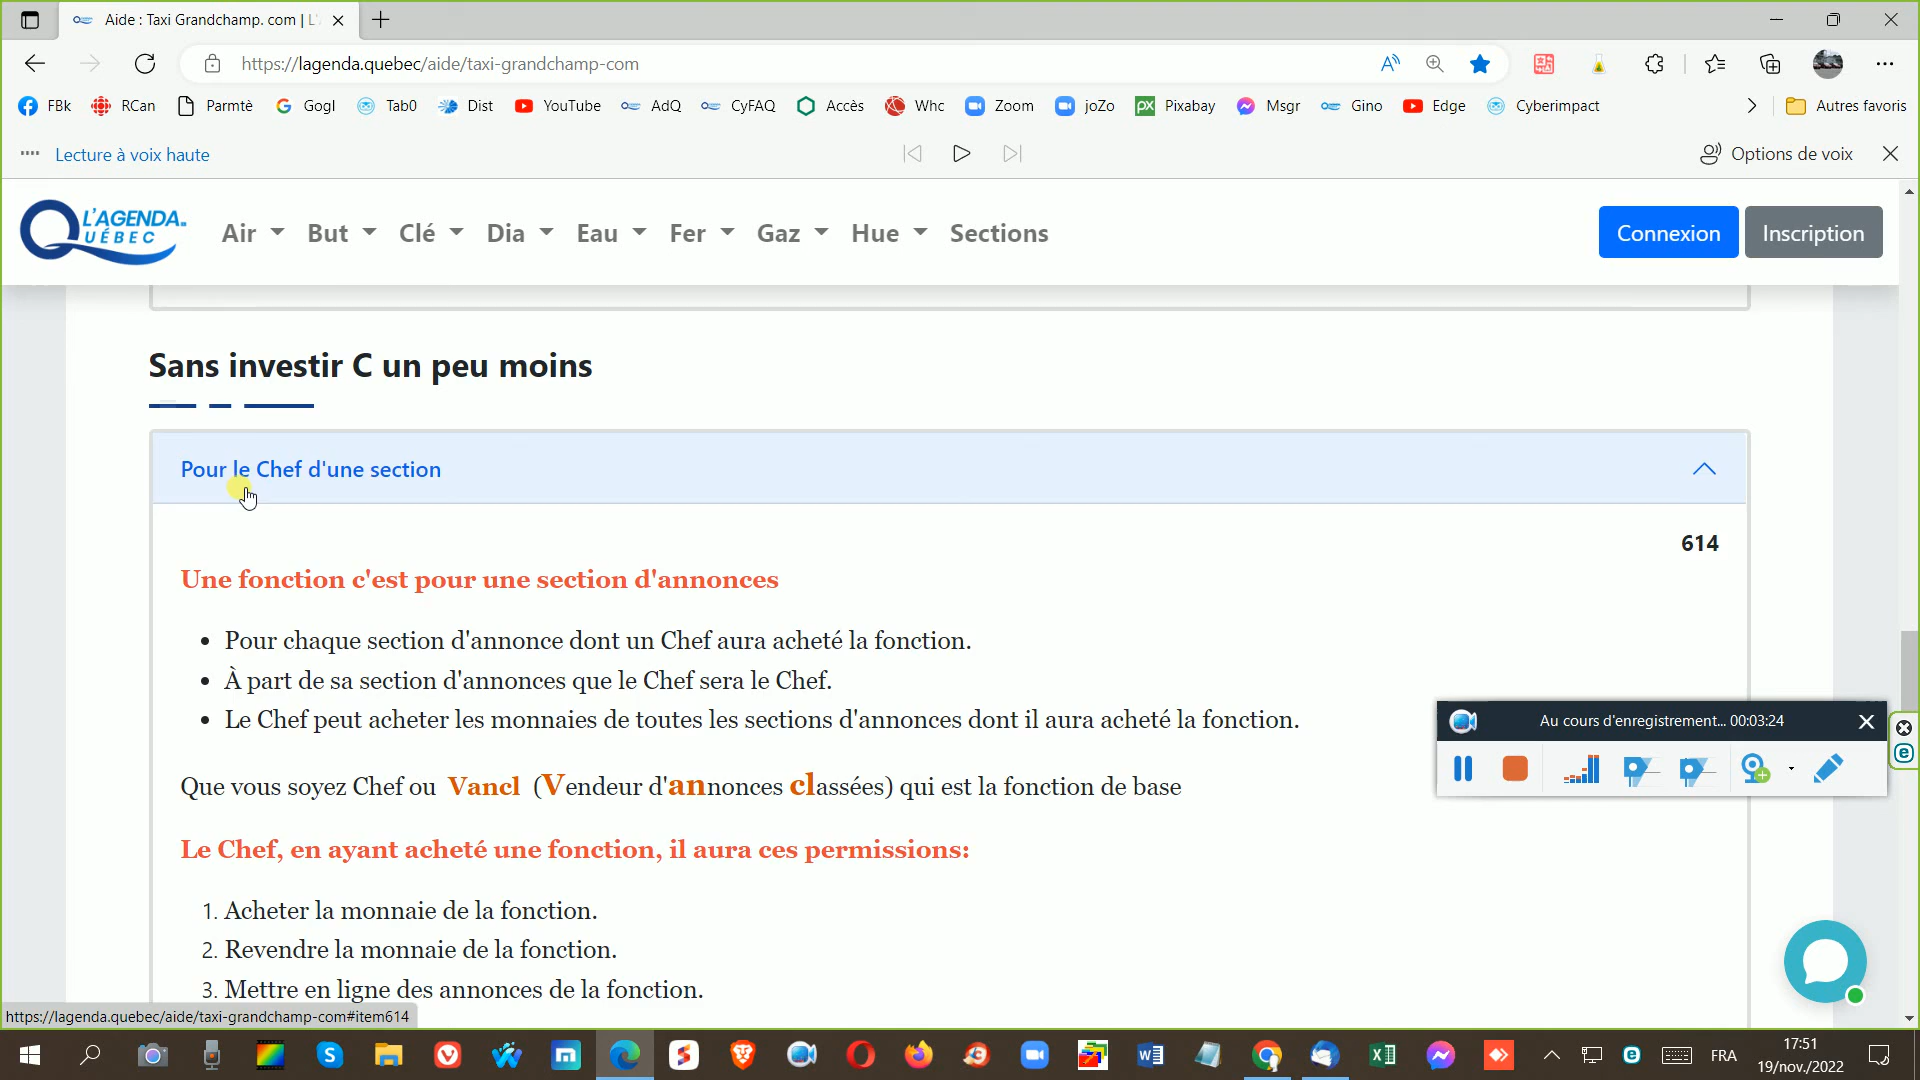 Aide : Taxi Grandchamp. com | L'
https://lagenda.quebec/aide/taxi-grandchamp-com
FBk RCan Parmtè Gogl Tab0 Dist YouTube AdQ CyFAQ Accès Whc Zoom joZo Pixabay Msgr Gino Edge Cyberimpact Autres favoris
Lecture à voix haute Options de voix
L'AGENDA
QUÉBEC
Air But Clé Dia Eau Fer Gaz Hue Sections Connexion Inscription
Sans investir C un peu moins
Pour le Chef d'une section
614
Une fonction c'est pour une section d'annonces
• Pour chaque section d'annonce dont un Chef aura acheté la fonction.
• À part de sa section d'annonces que le Chef sera le Chef.
• Le Chef peut acheter les monnaies de toutes les sections d'annonces dont il aura acheté la fonction.
Au cours d'enregistrement... 00:03:24
Que vous soyez Chef ou Vancl (Vendeur d'annonces classées) qui est la fonction de base
Le Chef, en ayant acheté une fonction, il aura ces permissions:
1. Acheter la monnaie de la fonction.
2. Revendre la monnaie de la fonction.
3. Mettre en ligne des annonces de la fonction.
https://lagenda.quebec/aide/taxi-grandchamp-com#item614
FRA
17:51
19/nov./2022